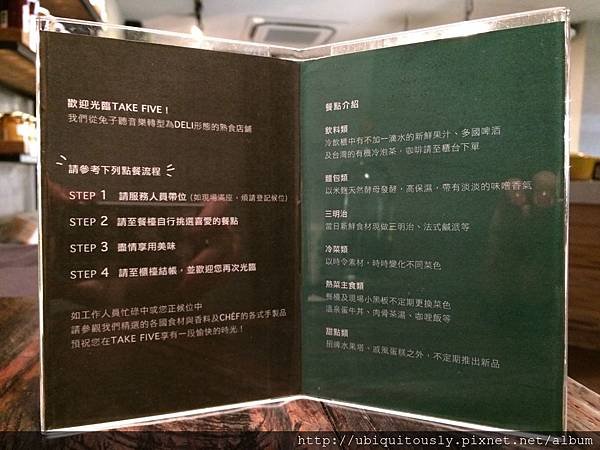 歡迎光臨TAKE FIVE！
我們從兔子聽音樂轉型為DELI形態的熟食店鋪
請參考下列點餐流程
STEP 1 請服務人員帶位 (如現場滿座，煩請登記候位)
STEP 2 請至餐檯自行挑選喜愛的餐點
STEP 3 盡情享用美味
STEP 4 請至櫃檯結帳，並歡迎您再次光臨
如工作人員忙碌中或您正候位中
請參觀我們精選的各國食材與香料及CHÉF的各式手製品
預祝您在TAKE FIVE享有一段愉快的時光！
餐點介紹
飲料類
冷飲櫃中有不加一滴水的新鮮果汁、多國啤酒
及台灣的有機冷泡茶，咖啡請至櫃台下單
麵包類
以米麴天然酵母發酵，高保濕，帶有淡淡的味噌香氣
三明治
當日新鮮食材現做三明治、法式鹹派等
冷菜類
以時令素材，時時變化不同菜色
熱菜主食類
餐檯及現場小黑板不定期更換菜色
溫泉蛋牛丼、肉骨茶湯、咖哩飯等
甜點類
招牌水果塔、戚風蛋糕之外，不定期推出新品
http://ubiquitously.pixnet.net/album